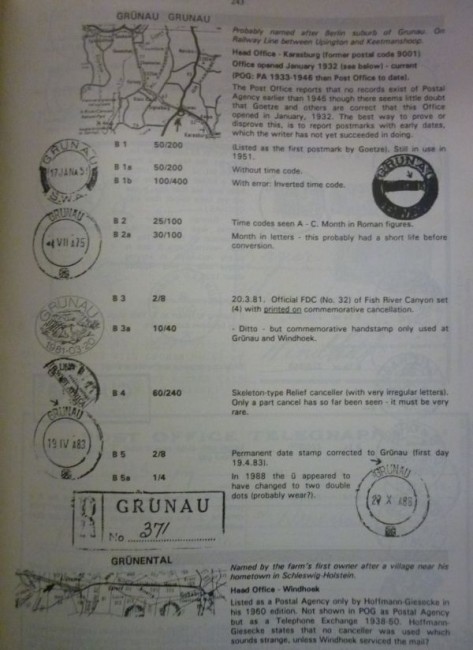 243
GRÜNAU GRUNAU
Probably named after Berlin suburb of Grunau. On
Railway Line between Upington and Keetmanshoop.
Head Office - Karasburg (former postal code 9001)
Office opened January 1932 (see below) - current
(POG: PA 1933-1946 then Post Office to date).
The Post Office reports that no records exist of Postal
Agency earlier than 1946 though there seems little doubt
that Goetze and others are correct that this Office
opened in January, 1932. The best way to prove or
disprove this, is to report postmarks with early dates,
which the writer has not yet succeeded in doing.
Karasburg
B 1 50/200 (Listed as the first postmark by Goetze). Still in use in
1951.
B 1a 50/200 Without time code.
B 1b 100/400 With error: Inverted time code.
GRÜNAU
S.W.A.
GRÜNAU
B 2 25/100 Time codes seen A - C. Month in Roman figures.
B 2a 30/100 Month in letters - this probably had a short life before
conversion.
GRÜNAU
VII
B 3 2/8 20.3.81. Official FDC (No. 32) of Fish River Canyon set
(4) with printed on commemorative cancellation.
B 3a 10/40 - Ditto - but commemorative handstamp only used at
Grünau and Windhoek.
GRÜNAU
1981-03-20
B 4 60/240 Skeleton-type Relief canceller (with very irregular letters).
Only a part cancel has so far been seen - it must be very
rare.
GRÜNAU
19 IV
B 5 2/8 Permanent date stamp corrected to Grünau (first day
19.4.83).
B 5a 1/4 In 1988 the ü appeared to
have changed to two double
dots (probably wear?).
GRÜNAU
X
R
GRÜNAU
No 371
GRÜNENTAL
Named by the farm's first owner after a village near his
hometown in Schleswig Holstein.
Head Office - Windhoek
Listed as a Postal Agency only by Hoffmann-Giesecke in
his 1960 edition. Not shown in POG as Postal Agency
but as a Telephone Exchange 1938-60. Hoffmann-
Giesecke states that no canceller was used which
sounds strange, unless Windhoek serviced the mail?